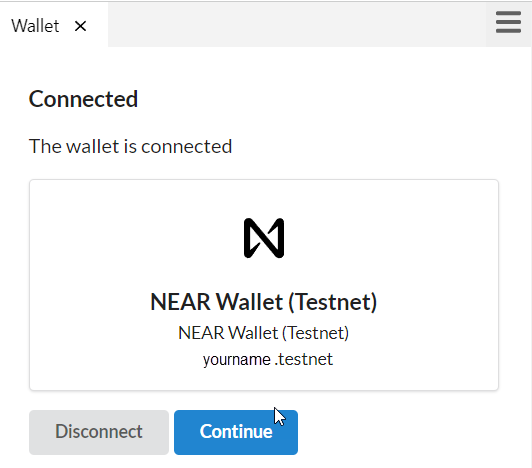 Wallet
Connected
The wallet is connected
NEAR Wallet (Testnet)
NEAR Wallet (Testnet)
yourname .testnet
Disconnect Continue